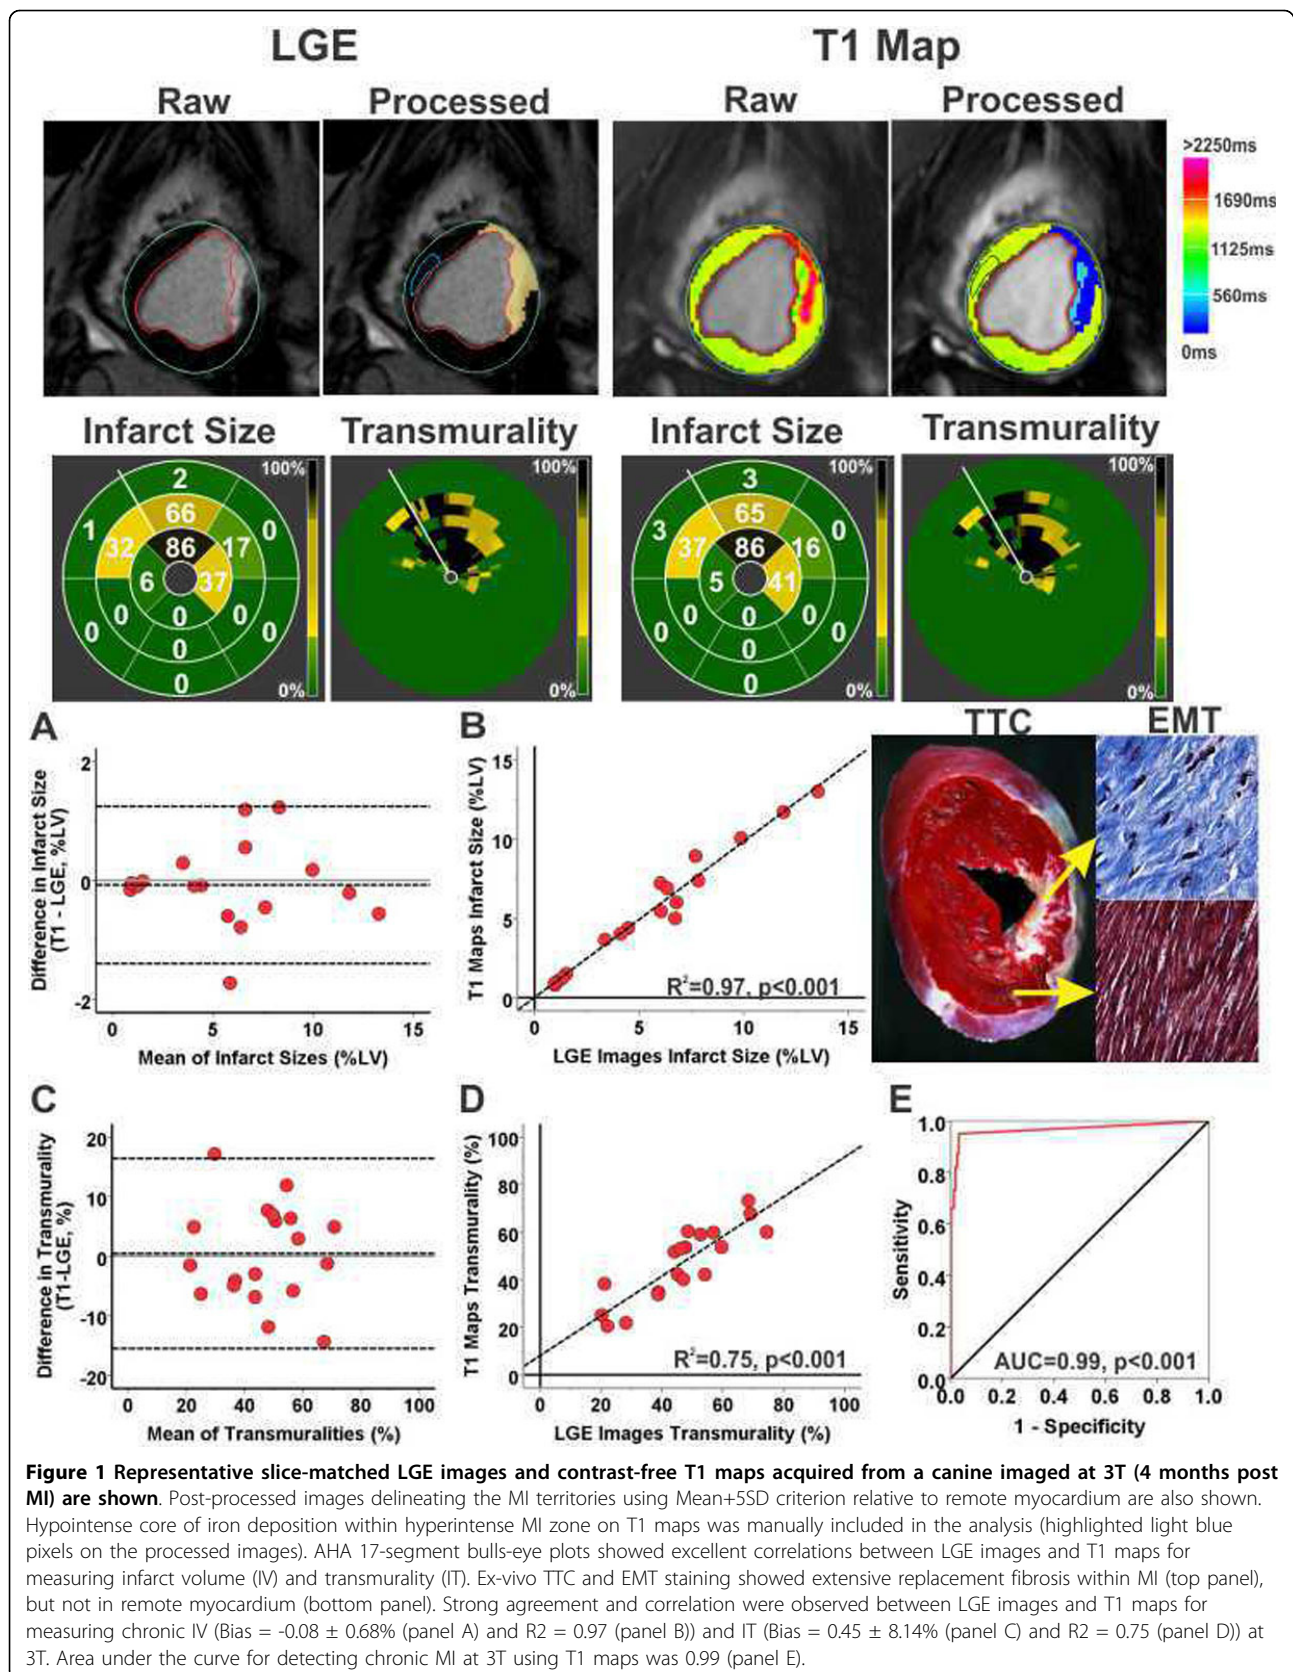 LGE
T1 Map
Raw
Processed
Raw
Processed
>2250ms
1690ms
1125ms
560ms
0ms
Infarct Size
Transmurality
Infarct Size
Transmurality
100%
100%
100%
2
1
66
0
32
86
17
6
37
0
0
0
0
0
0
0
0%
3
3
65
0
37
86
16
5
41
0
0
0
0
0
0
0
0%
0%
A
Difference in Infarct Size
(T1 - LGE, %LV)
2
0
-2
0
5
10
15
Mean of Infarct Sizes (%LV)
B
T1 Maps Infarct Size (%LV)
15
10
5
0
R²=0.97, p<0.001
0
5
10
15
LGE Images Infarct Size (%LV)
TTC
EMT
C
Difference in Transmurality
(T1-LGE, %)
20
10
0
-10
-20
0
20
40
60
80
100
Mean of Transmuralities (%)
D
T1 Maps Transmurality (%)
100
80
60
40
20
0
R²=0.75, p<0.001
0
20
40
60
80
100
LGE Images Transmurality (%)
E
Sensitivity
1.0
0.8
0.6
0.4
0.2
0.0
AUC=0.99, p<0.001
0.0
0.2
0.4
0.6
0.8
1.0
1 - Specificity
Figure 1 Representative slice-matched LGE images and contrast-free T1 maps acquired from a canine imaged at 3T (4 months post
MI) are shown. Post-processed images delineating the MI territories using Mean+5SD criterion relative to remote myocardium are also shown.
Hypointense core of iron deposition within hyperintense MI zone on T1 maps was manually included in the analysis (highlighted light blue
pixels on the processed images). AHA 17-segment bulls-eye plots showed excellent correlations between LGE images and T1 maps for
measuring infarct volume (IV) and transmurality (IT). Ex-vivo TTC and EMT staining showed extensive replacement fibrosis within MI (top panel),
but not in remote myocardium (bottom panel). Strong agreement and correlation were observed between LGE images and T1 maps for
measuring chronic IV (Bias = -0.08 ± 0.68% (panel A) and R2 = 0.97 (panel B)) and IT (Bias = 0.45 ± 8.14% (panel C) and R2 = 0.75 (panel D)) at
3T. Area under the curve for detecting chronic MI at 3T using T1 maps was 0.99 (panel E).